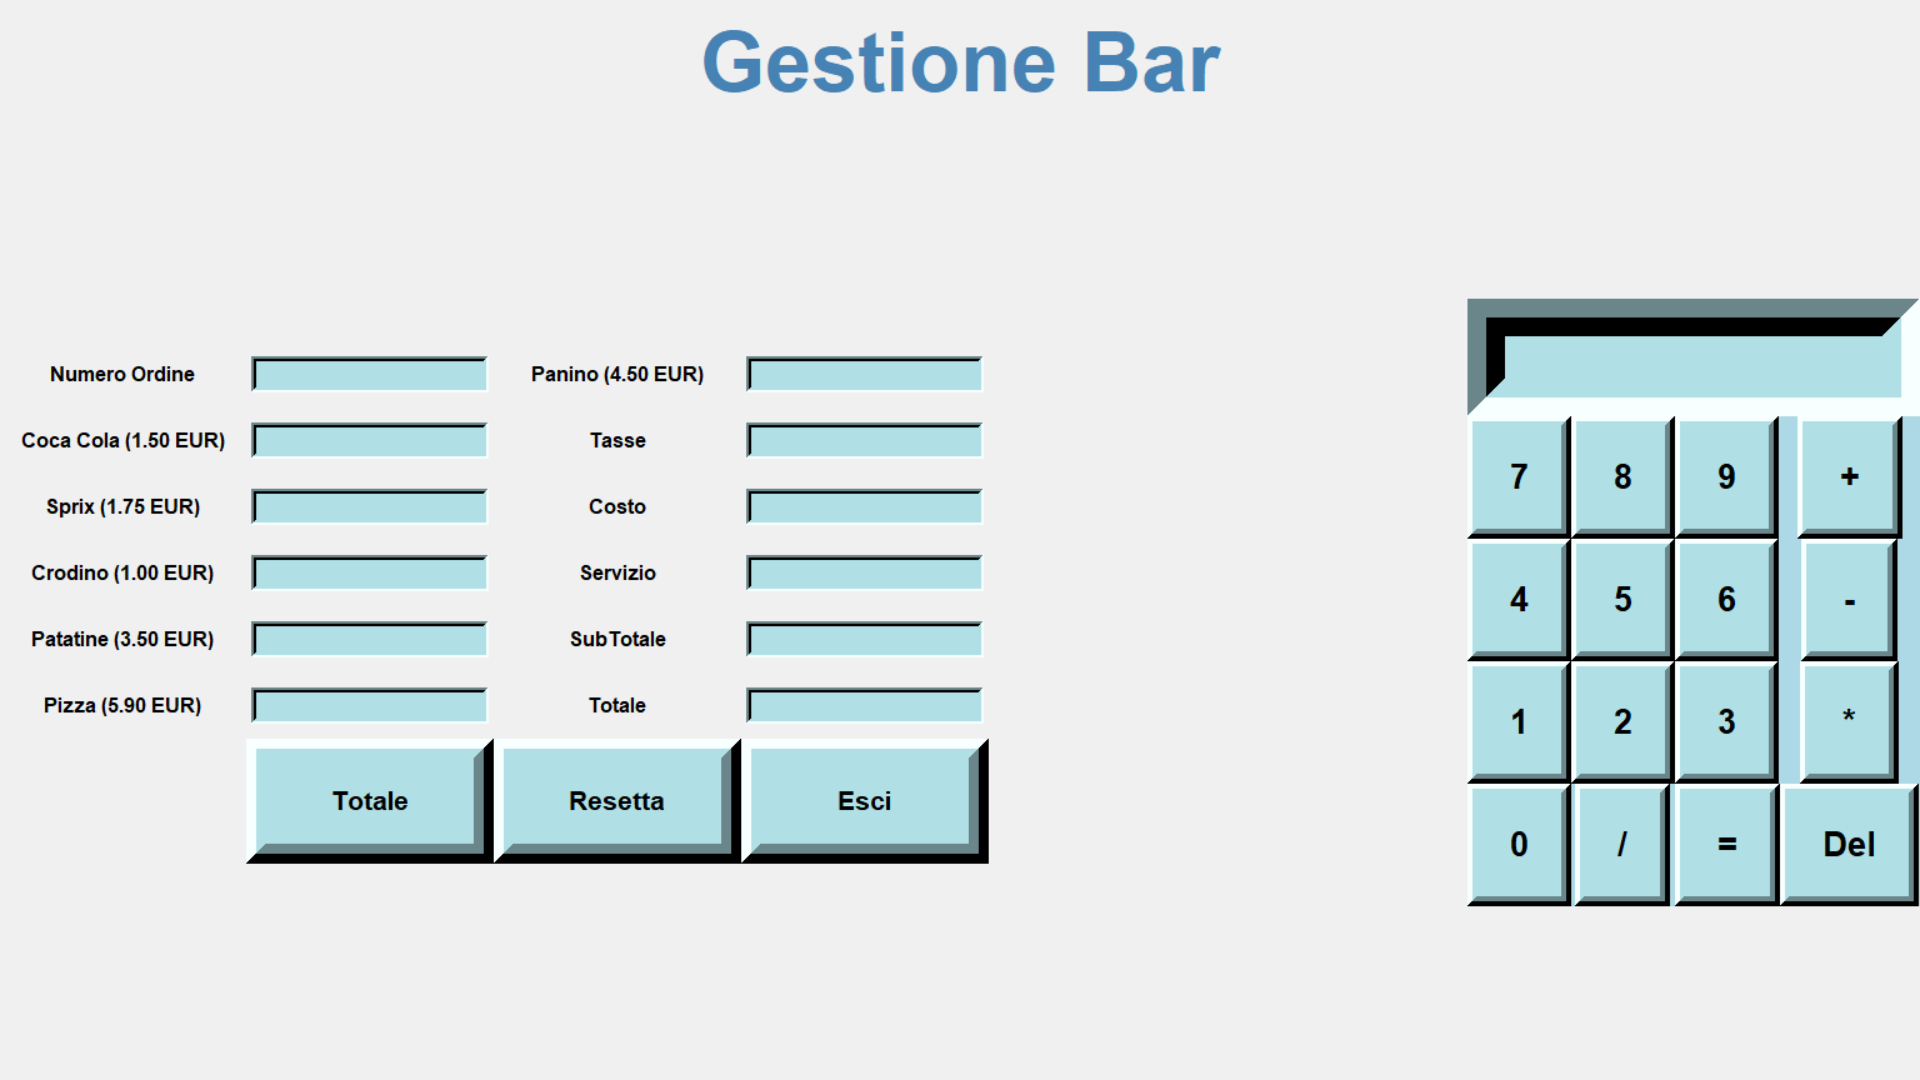 Gestione Bar
Numero Ordine
Panino (4.50 EUR)
Coca Cola (1.50 EUR)
Tasse
Sprix (1.75 EUR)
Costo
Crodino (1.00 EUR)
Servizio
Patatine (3.50 EUR)
SubTotale
Pizza (5.90 EUR)
Totale
Totale Resetta Esci
7 8 9 +
4 5 6 -
1 2 3 *
0 / = Del